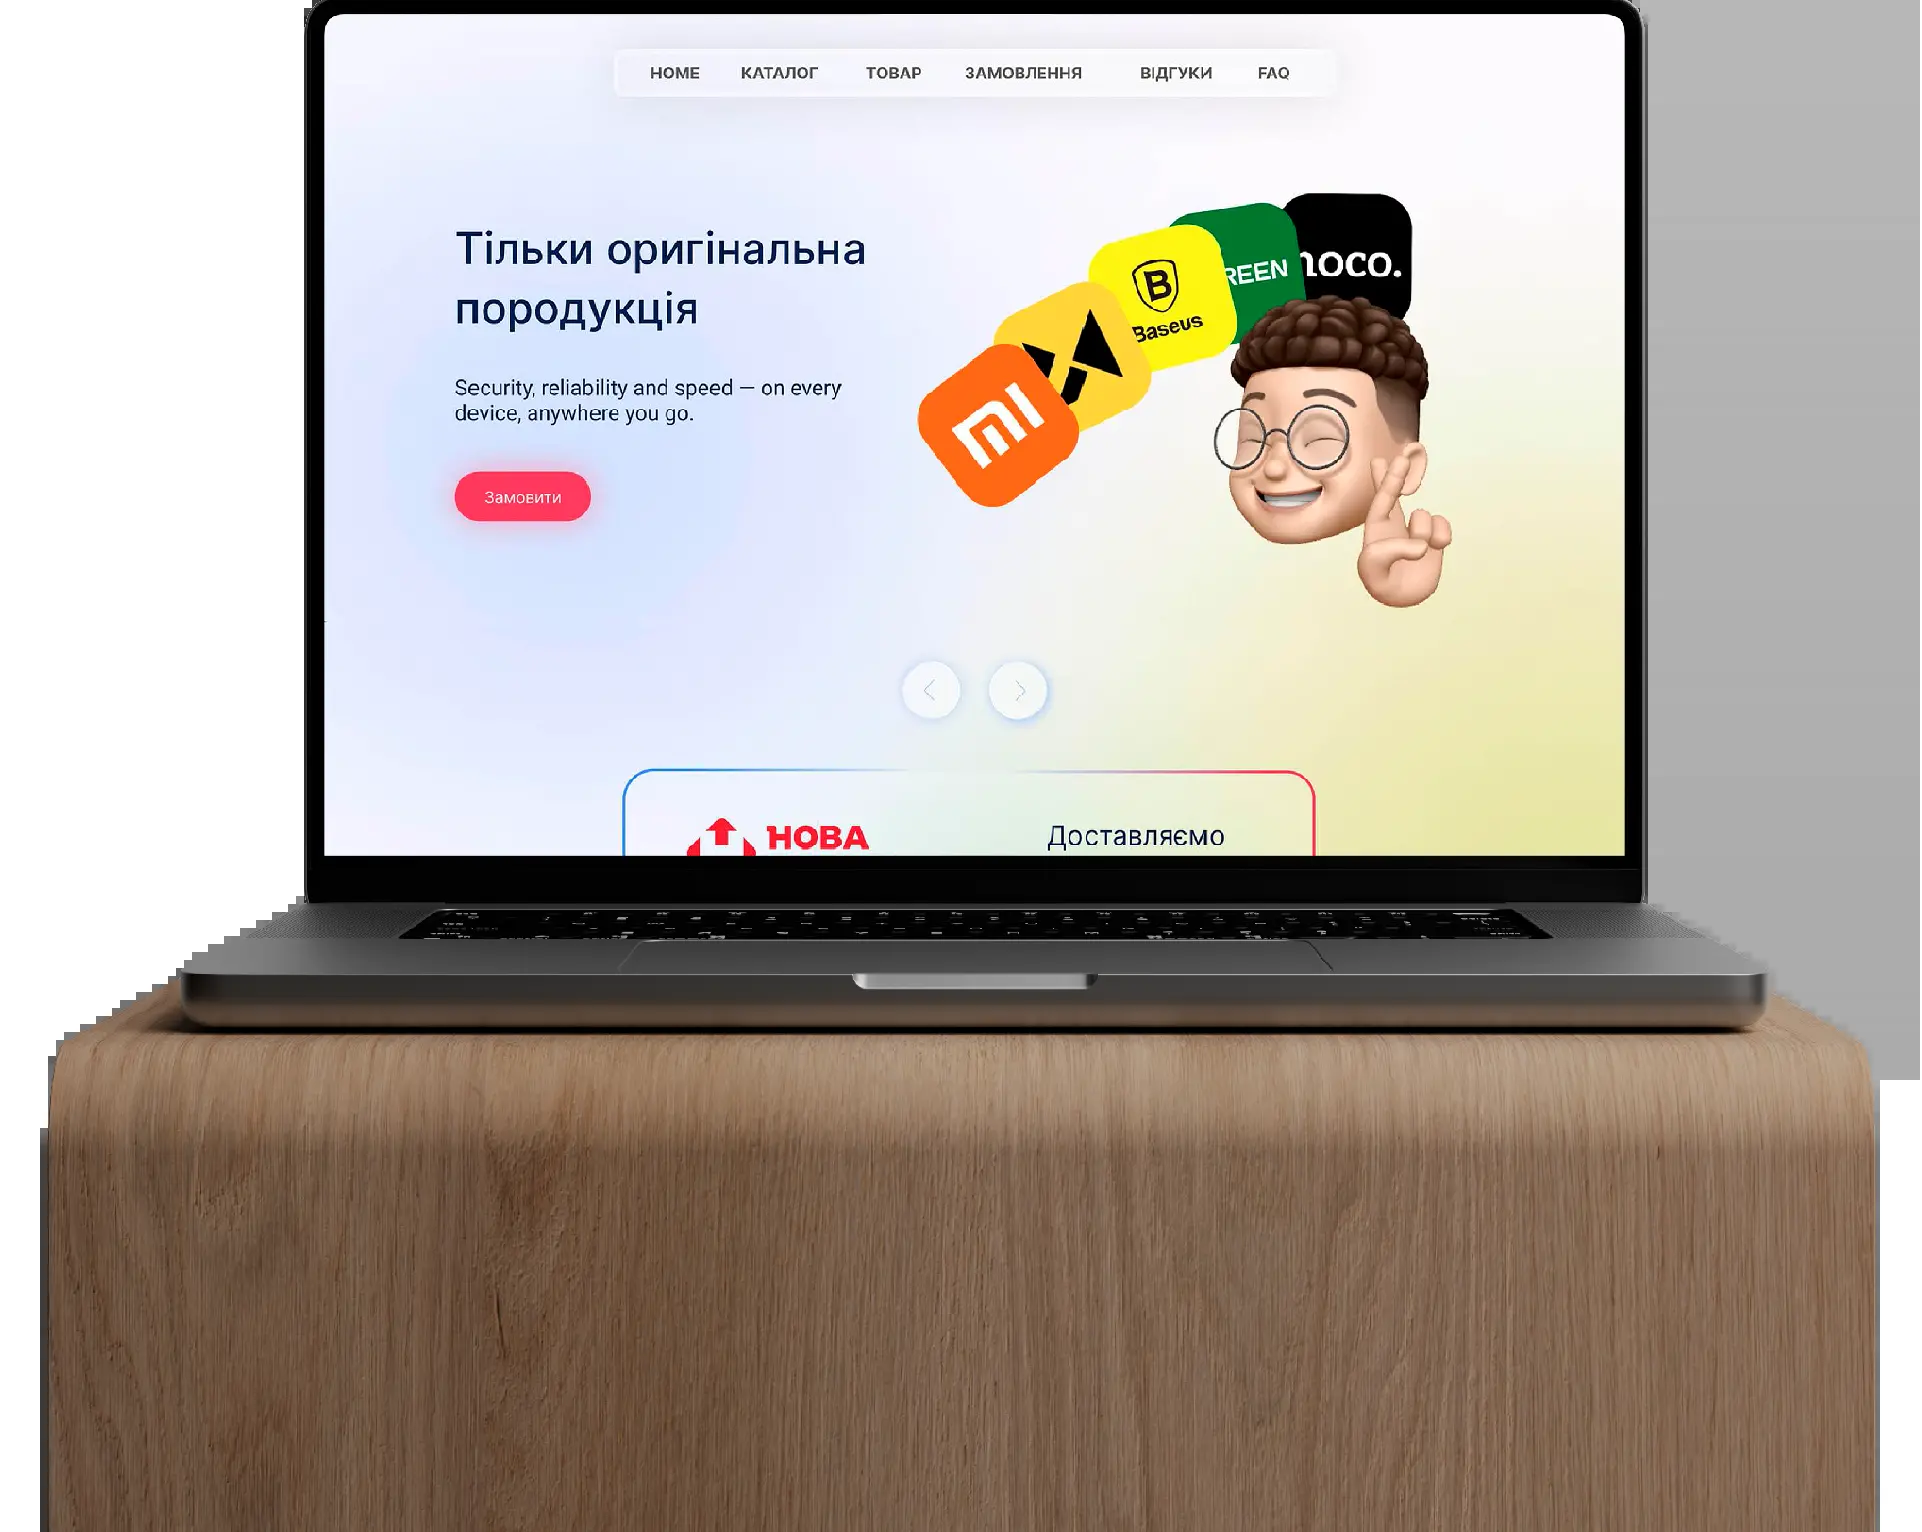 HOME КАТАЛОГ ТОВАР ЗАМОВЛЕННЯ ВІДГУКИ FAQ
Тільки оригінальна
породукція
Security, reliability and speed — on every
device, anywhere you go.
Замовити
noco.
REEN
B
Baseus
mi
НОВА
Доставляємо